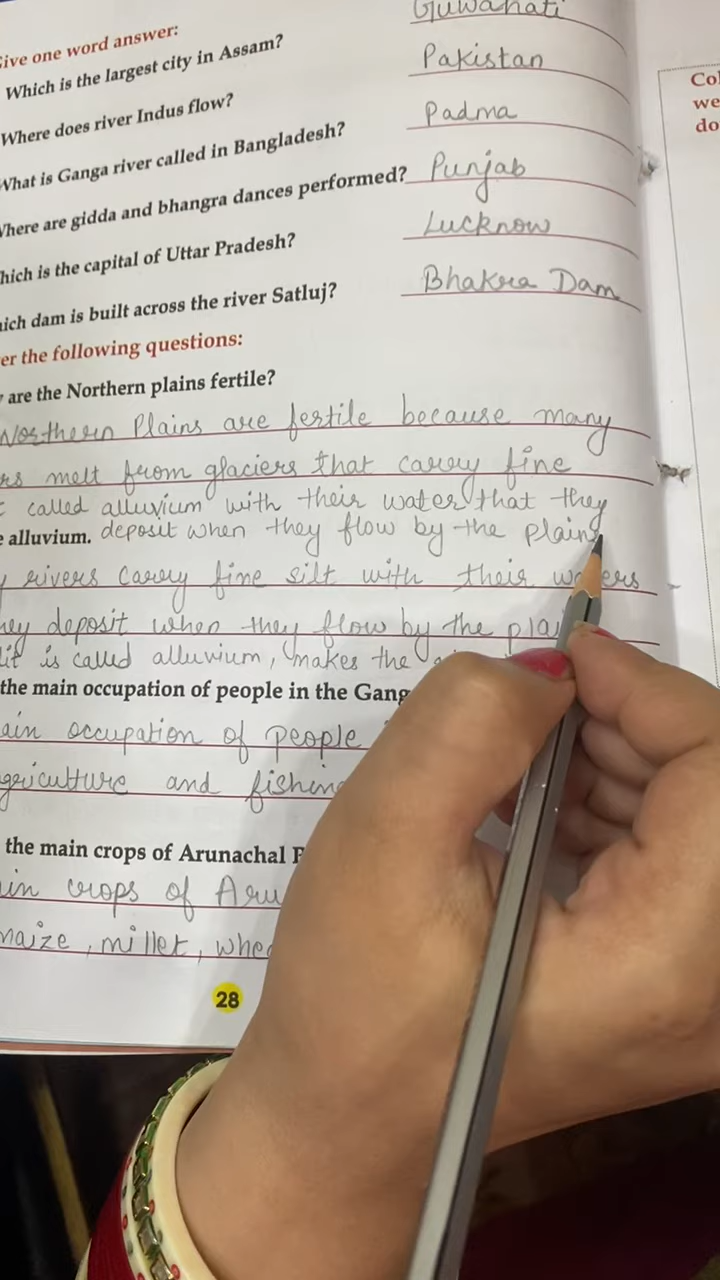 Give one word answer:
Guwahati
Which is the largest city in Assam?
Pakistan
Where does river Indus flow?
Padma
What is Ganga river called in Bangladesh?
Punjab
Where are gidda and bhangra dances performed?
Lucknow
hich is the capital of Uttar Pradesh?
Bhakra Dam
ich dam is built across the river Satluj?
er the following questions:
are the Northern plains fertile?
Northern Plains are fertile because many
rs melt from glaciers that carry fine
called alluvium with their water that they
e alluvium. deposit when they flow by the plains
y rivers carry fine silt with their
hey deposit when they flow by the pla
it is called alluvium, makes the
the main occupation of people in the Gang
ain occupation of people
griculture and fishing
the main crops of Arunachal P
in crops of Aru
maize, millet, whea
28
Col
we
do